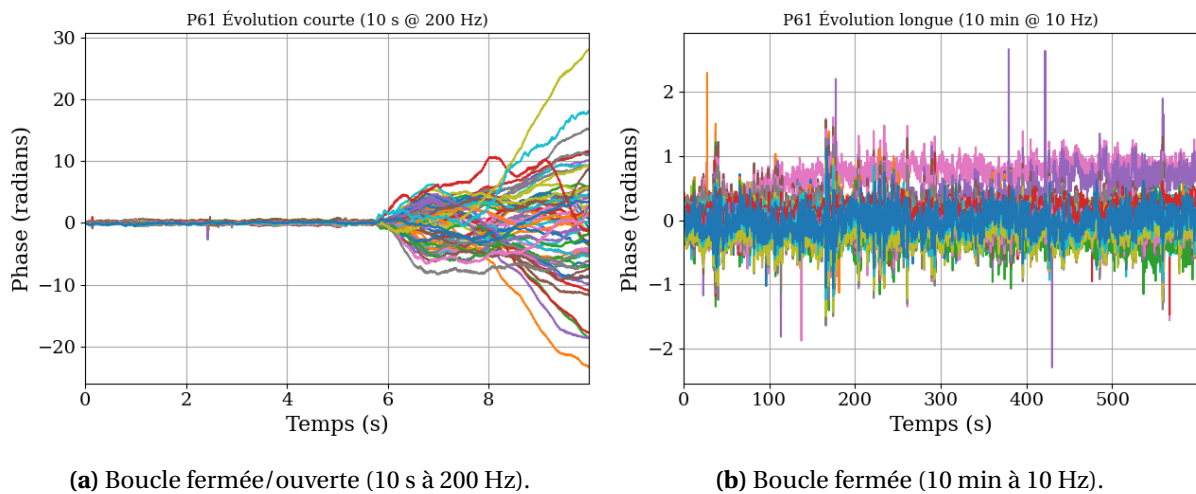 P61 Évolution courte (10 s @ 200 Hz)
30
20
10
0
−10
−20
Phase (radians)
0 2 4 6 8
Temps (s)
(a) Boucle fermée/ouverte (10 s à 200 Hz).
P61 Évolution longue (10 min @ 10 Hz)
2
1
0
−1
−2
Phase (radians)
0 100 200 300 400 500
Temps (s)
(b) Boucle fermée (10 min à 10 Hz).